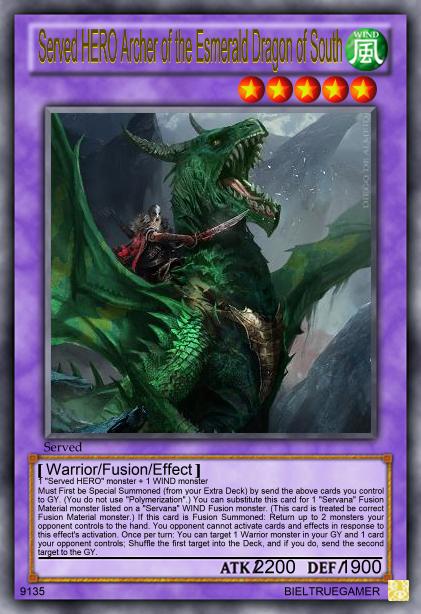 Served HERO Archer of the Esmerald Dragon of South
WIND
風
DIEGO DE ALMEIDA
Served
[ Warrior/Fusion/Effect ]
1 "Served HERO" monster + 1 WIND monster
Must First be Special Summoned (from your Extra Deck) by send the above cards you control
to GY. (You do not use "Polymerization".) You can substitute this card for 1 "Servana" Fusion
Material monster listed on a "Servana" WIND Fusion monster. (This card is treated be correct
Fusion Material monster.) If this card is Fusion Summoned: Return up to 2 monsters your
opponent controls to the hand. You opponent cannot activate cards and effects in response to
this effect's activation. Once per turn: You can target 1 Warrior monster in your GY and 1 card
your opponent controls; Shuffle the first target into the Deck, and if you do, send the second
target to the GY.
ATK 2200 DEF/1900
9135 BIELTRUEGAMER